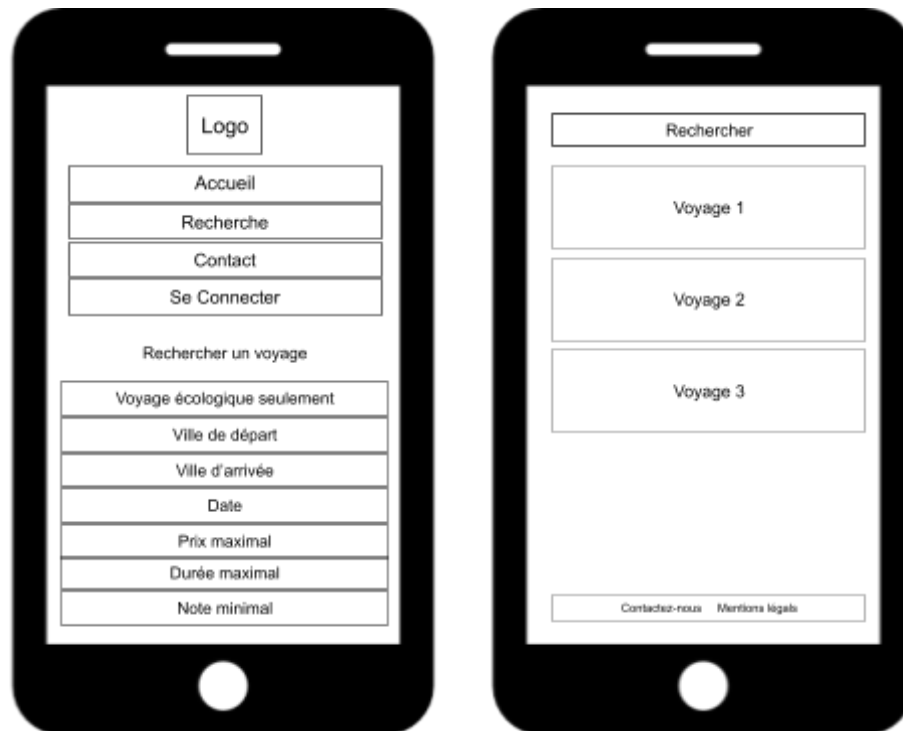 Logo
Accueil
Recherche
Contact
Se Connecter
Rechercher un voyage
Voyage écologique seulement
Ville de départ
Ville d'arrivée
Date
Prix maximal
Durée maximal
Note minimal
Rechercher
Voyage 1
Voyage 2
Voyage 3
Contactez-nous Mentions légals